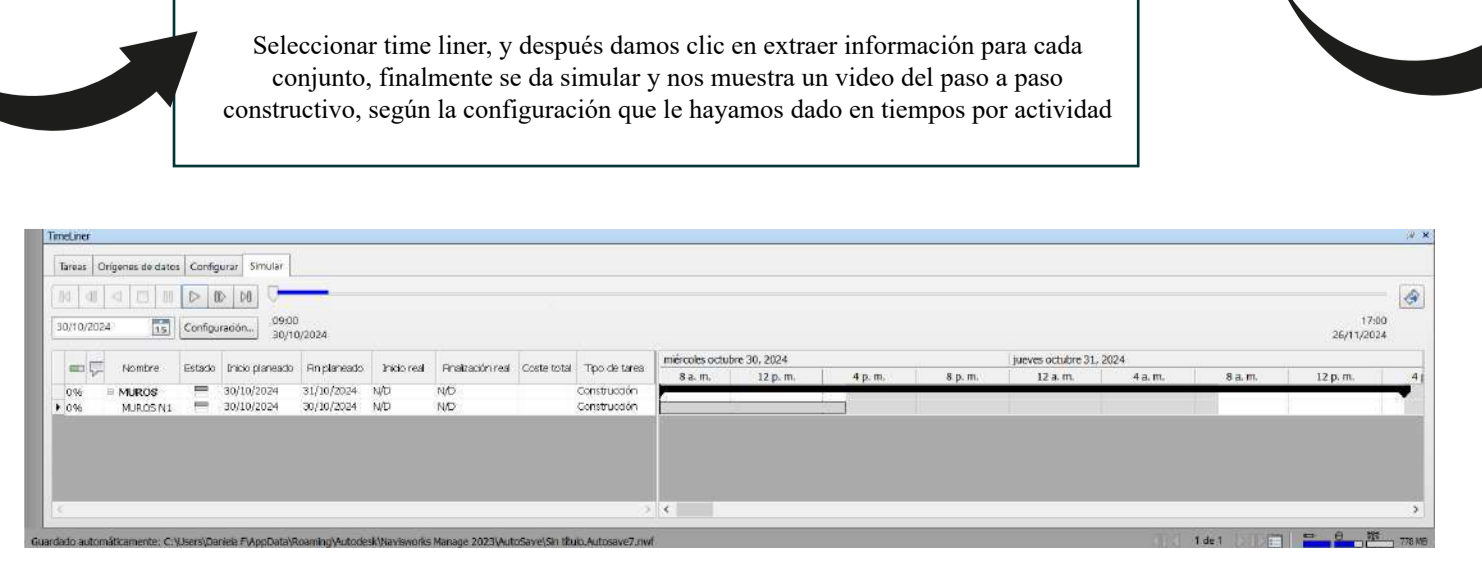 Seleccionar time liner, y después damos clic en extraer información para cada
conjunto, finalmente se da simular y nos muestra un video del paso a paso
constructivo, según la configuración que le hayamos dado en tiempos por actividad
TimeLiner
Tareas Orígenes de datos Configurar Simular
30/10/2024 15 Configuración... 09:00 30/10/2024 17:00 26/11/2024
Nombre Estado Inicio planeado Fin planeado Inicio real Finalización real Coste total Tipo de tarea
miércoles octubre 30, 2024 jueves octubre 31, 2024
8 a. m. 12 p. m. 4 p. m. 8 p. m. 12 a. m. 4 a. m. 8 a. m. 12 p. m. 4 p
0% MUROS 30/10/2024 31/10/2024 N/D N/D Construcción
0% MUROS N1 30/10/2024 30/10/2024 N/D N/D Construcción
Guardado automáticamente: C:\Users\Daniela F\AppData\Roaming\Autodesk\Navisworks Manage 2023\AutoSave\Sin título.Autosave7.nwf 1 de 1 778 MB